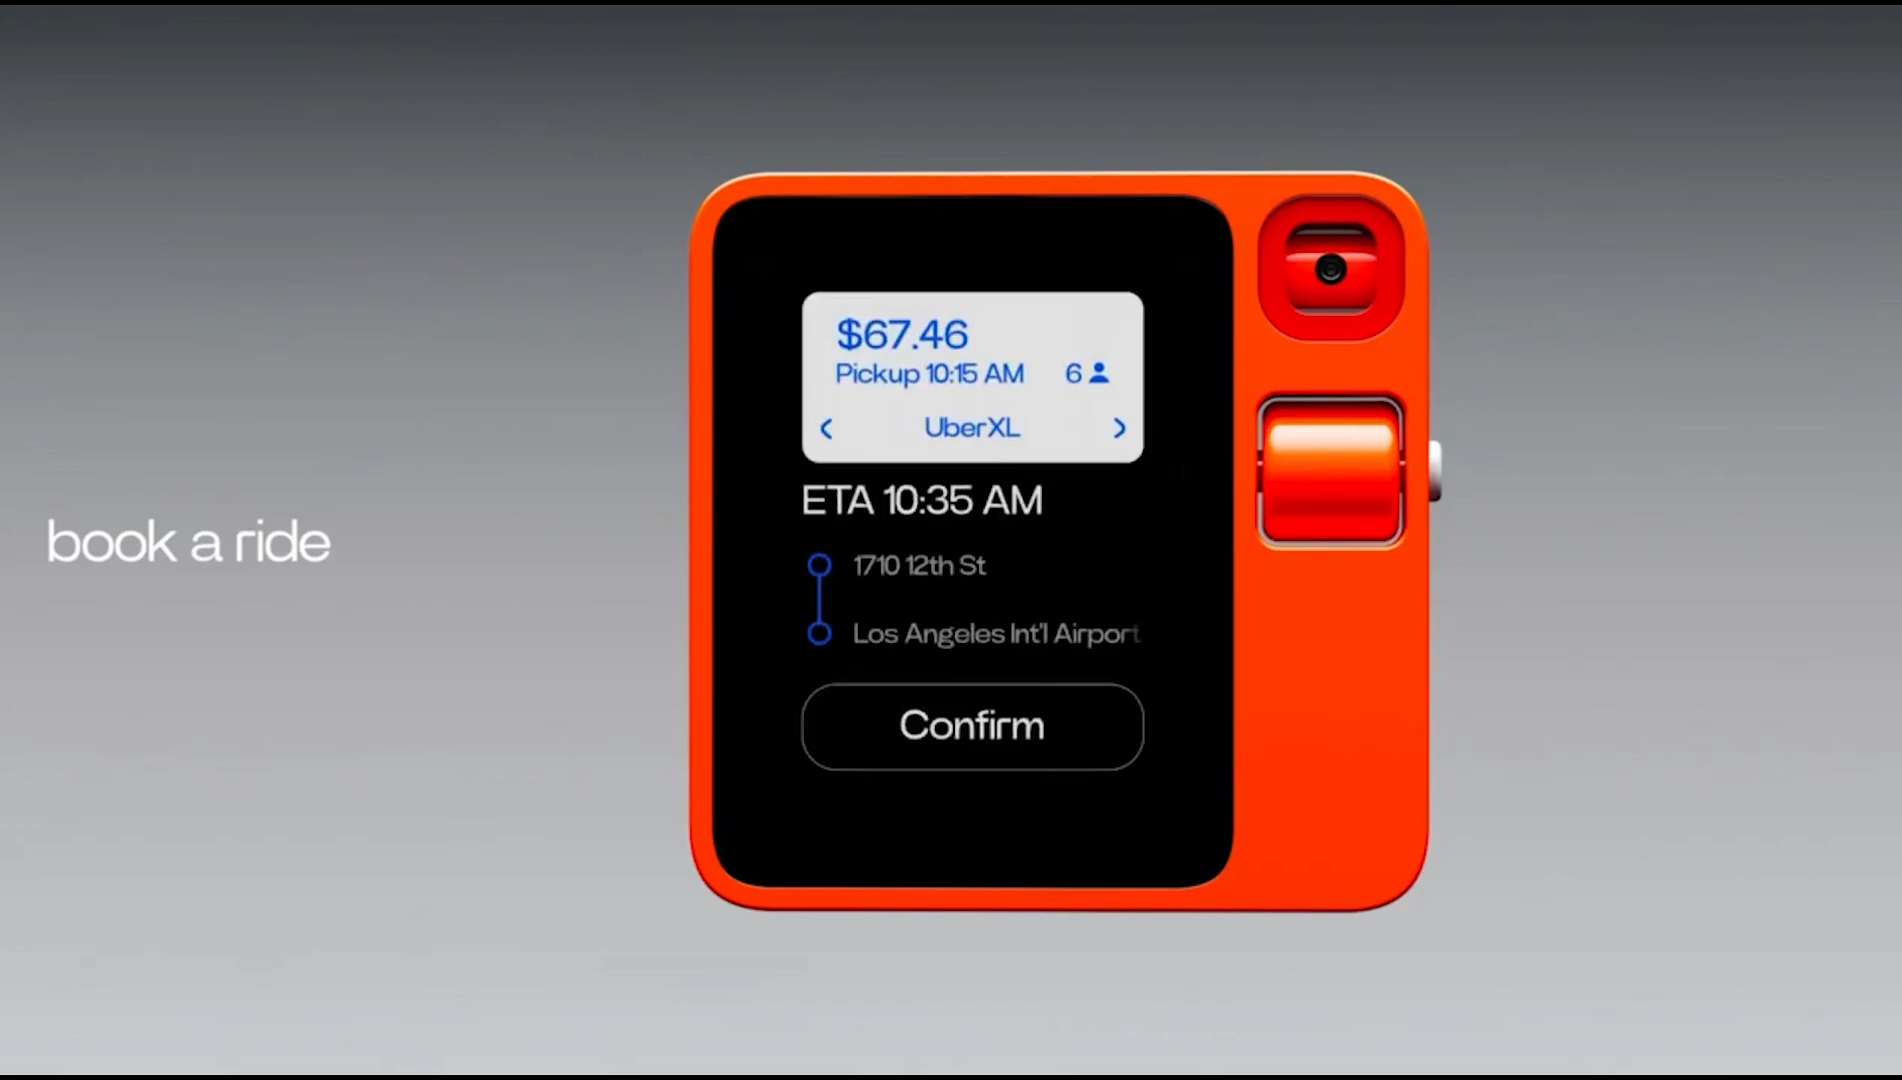 book a ride
$67.46
Pickup 10:15 AM 6
< UberXL >
ETA 10:35 AM
1710 12th St
Los Angeles Int'l Airport
Confirm